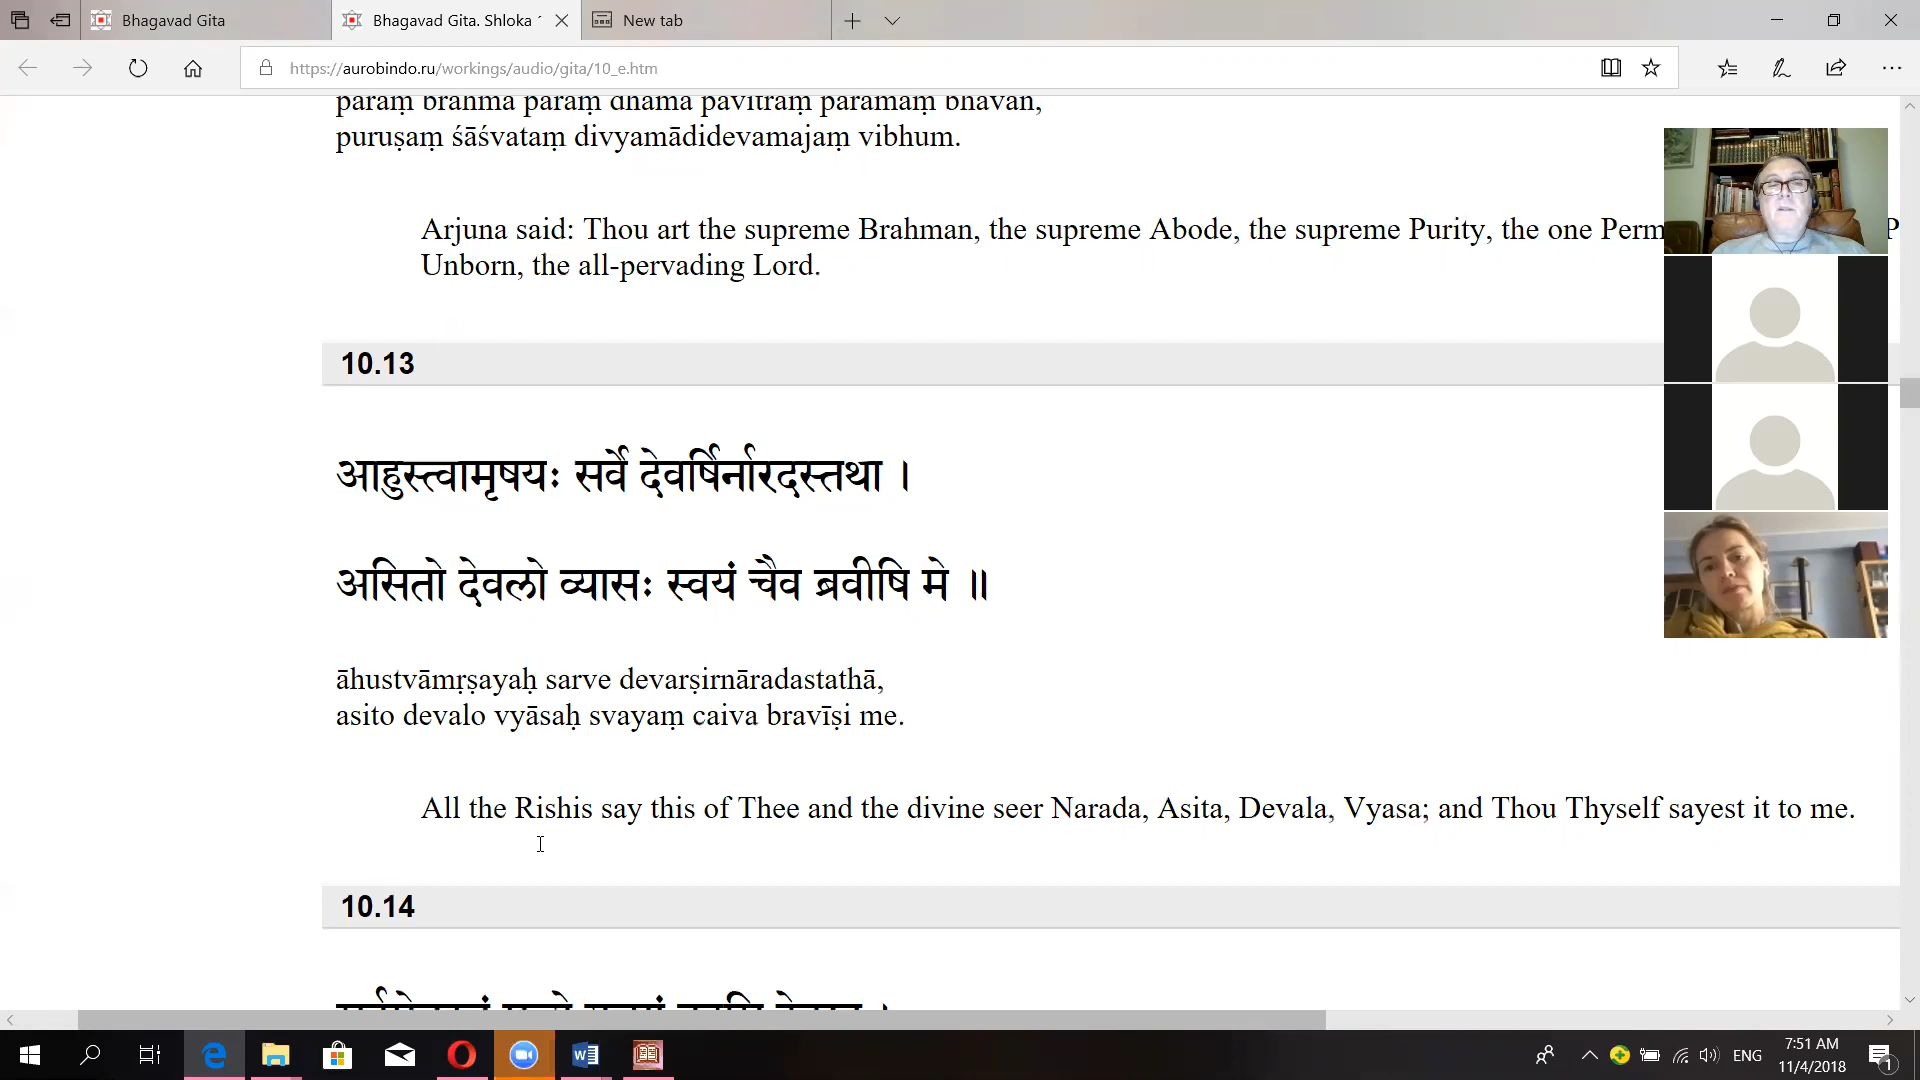 Bhagavad Gita
Bhagavad Gita. Shloka
New tab
https://aurobindo.ru/workings/audio/gita/10_e.htm
paraṃ brahma paraṃ dhāma pavitraṃ paramaṃ bhavān,
puruṣaṃ śāśvataṃ divyamādidevamajaṃ vibhum.
Arjuna said: Thou art the supreme Brahman, the supreme Abode, the supreme Purity, the one
Unborn, the all-pervading Lord.
10.13
आहुस्त्वामृषयः सर्वे देवर्षिर्नारदस्तथा ।
असितो देवलो व्यासः स्वयं चैव ब्रवीषि मे ॥
āhustvāmṛṣayaḥ sarve devarṣirnāradastathā,
asito devalo vyāsaḥ svayaṃ caiva bravīṣi me.
All the Rishis say this of Thee and the divine seer Narada, Asita, Devala, Vyasa; and Thou Thyself sayest it to me.
10.14
ENG
7:51 AM
11/4/2018
1